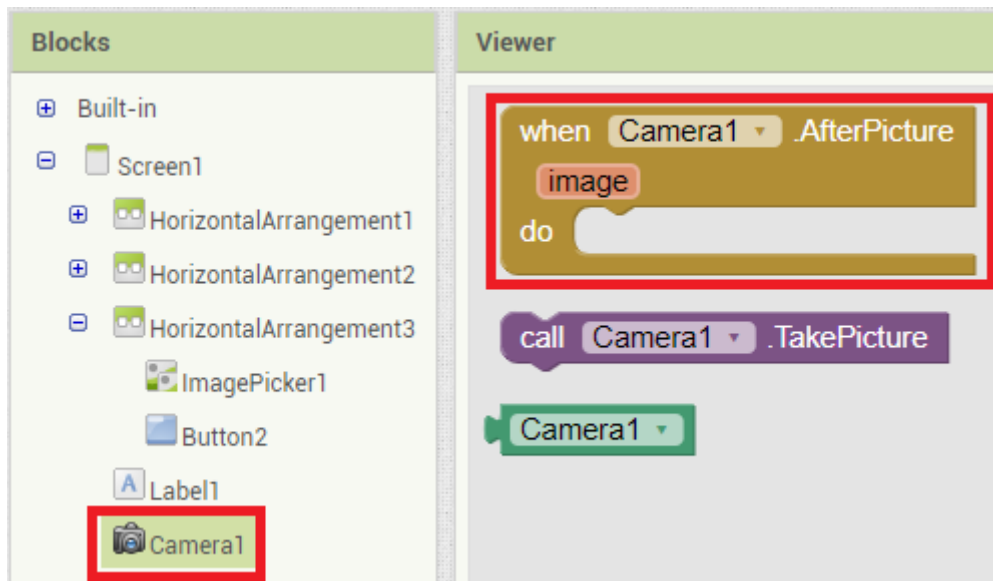 Blocks
Built-in
Screen1
HorizontalArrangement1
HorizontalArrangement2
HorizontalArrangement3
ImagePicker1
Button2
A Label1
Camera1
Viewer
when Camera1 .AfterPicture
image
do
call Camera1 .TakePicture
Camera1